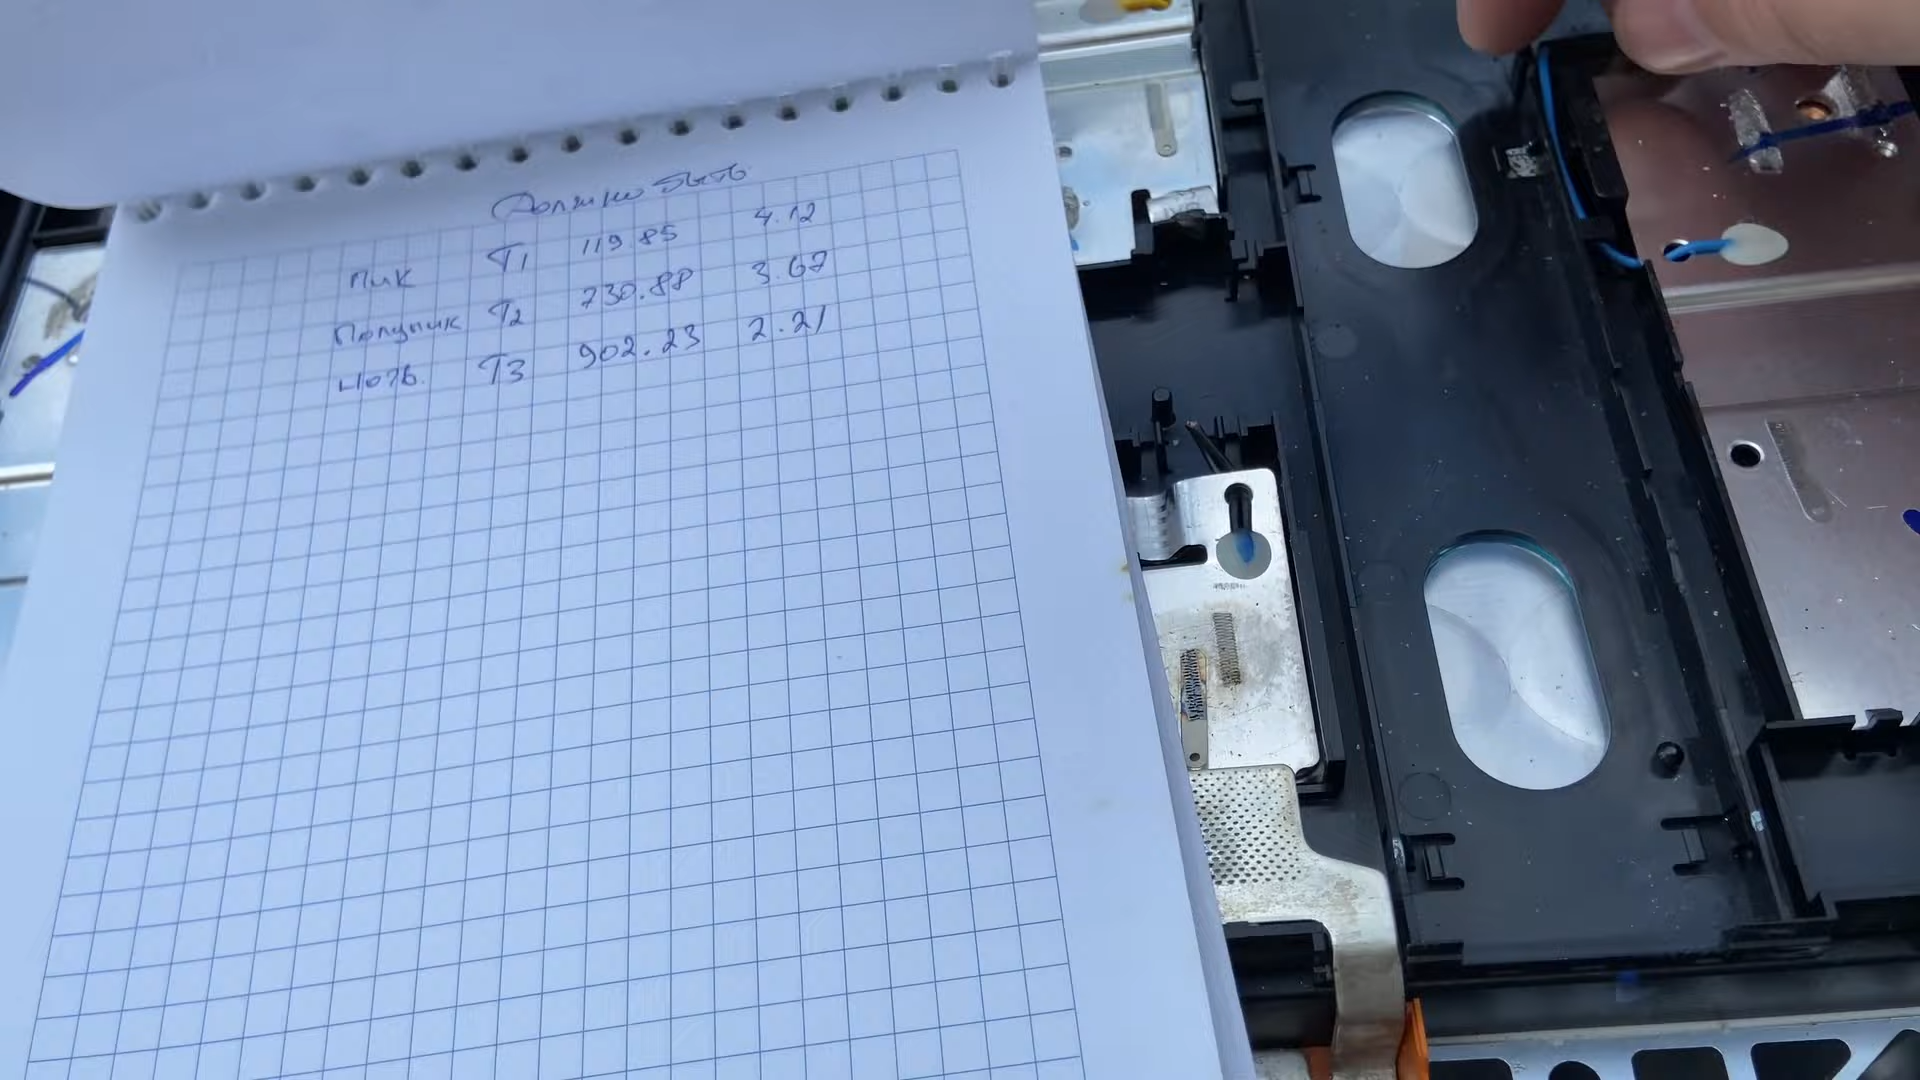 Должно быть
Пик Т1 119.85 4.12
Полупик Т2 730.88 3.67
Ночь. Т3 902.23 2.21